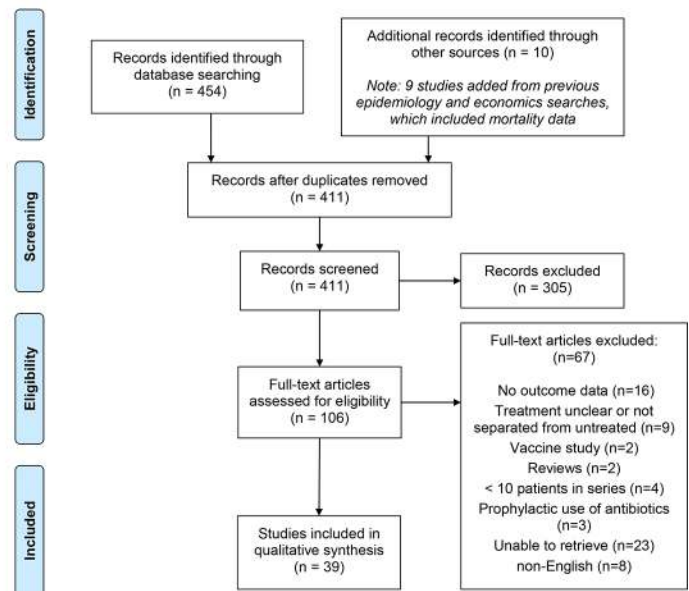 Identification
Records identified through
database searching
(n = 454)
Additional records identified through
other sources (n = 10)
Note: 9 studies added from previous
epidemiology and economics searches,
which included mortality data
Screening
Records after duplicates removed
(n = 411)
Records screened
(n = 411)
Records excluded
(n = 305)
Eligibility
Full-text articles
assessed for eligibility
(n = 106)
Full-text articles excluded:
(n=67)
No outcome data (n=16)
Treatment unclear or not
separated from untreated (n=9)
Vaccine study (n=2)
Reviews (n=2)
< 10 patients in series (n=4)
Prophylactic use of antibiotics
(n=3)
Unable to retrieve (n=23)
non-English (n=8)
Included
Studies included in
qualitative synthesis
(n = 39)